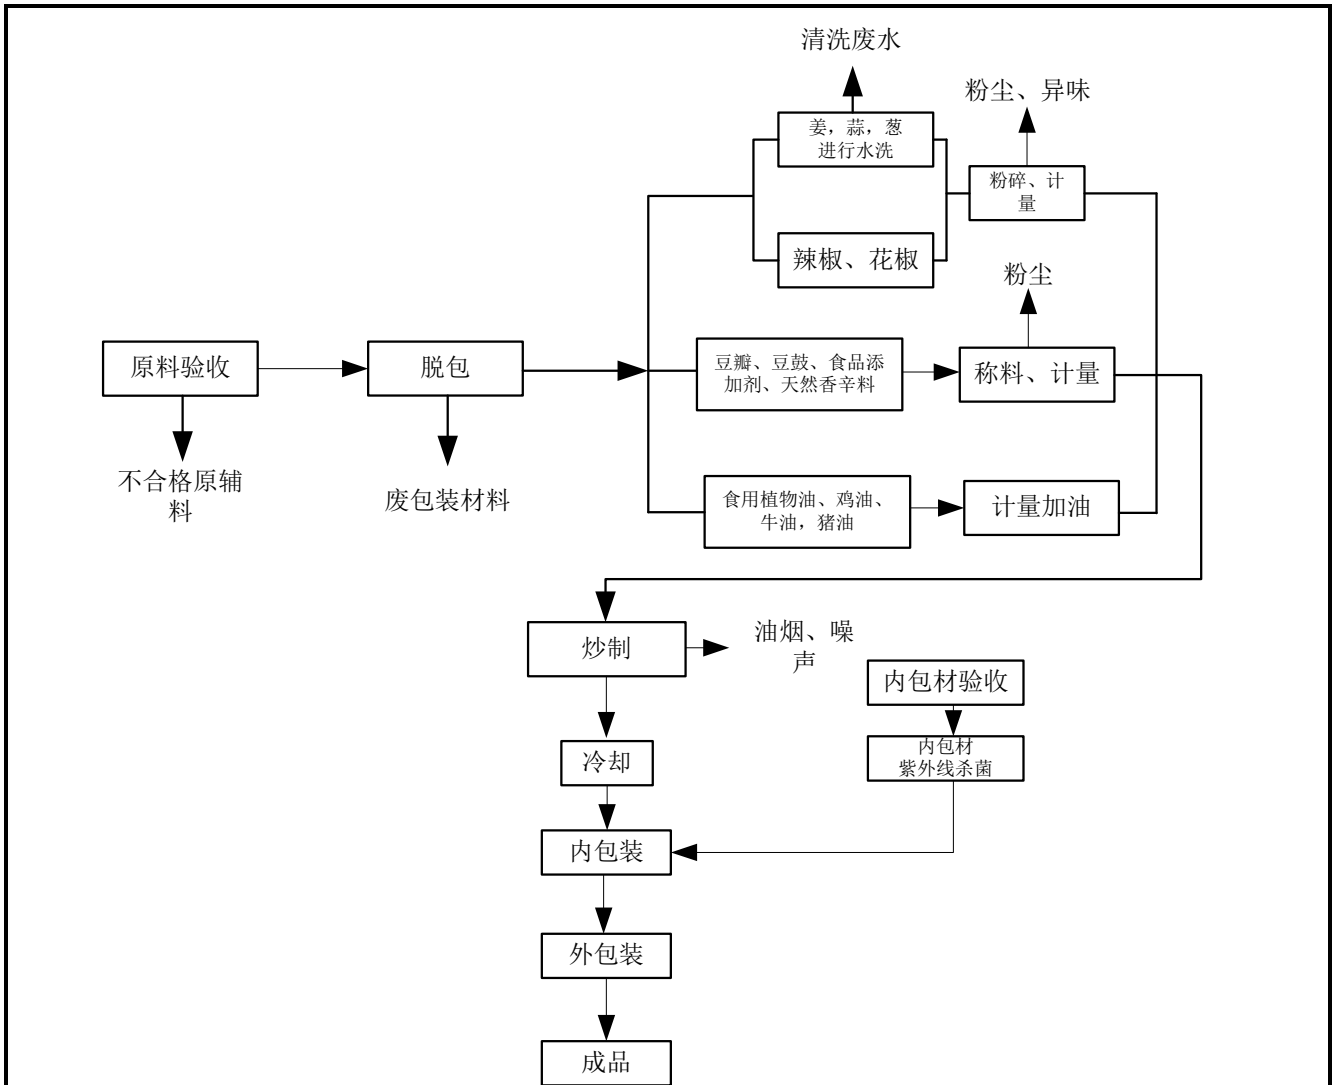 清洗废水
粉尘、异味
姜，蒜，葱
进行水洗
粉碎、计
量
辣椒、花椒
粉尘
原料验收
脱包
豆瓣、豆鼓、食品添
加剂、天然香辛料
称料、计量
不合格原辅
料
废包装材料
食用植物油、鸡油、
牛油，猪油
计量加油
炒制
油烟、噪
声
内包材验收
冷却
内包材
紫外线杀菌
内包装
外包装
成品